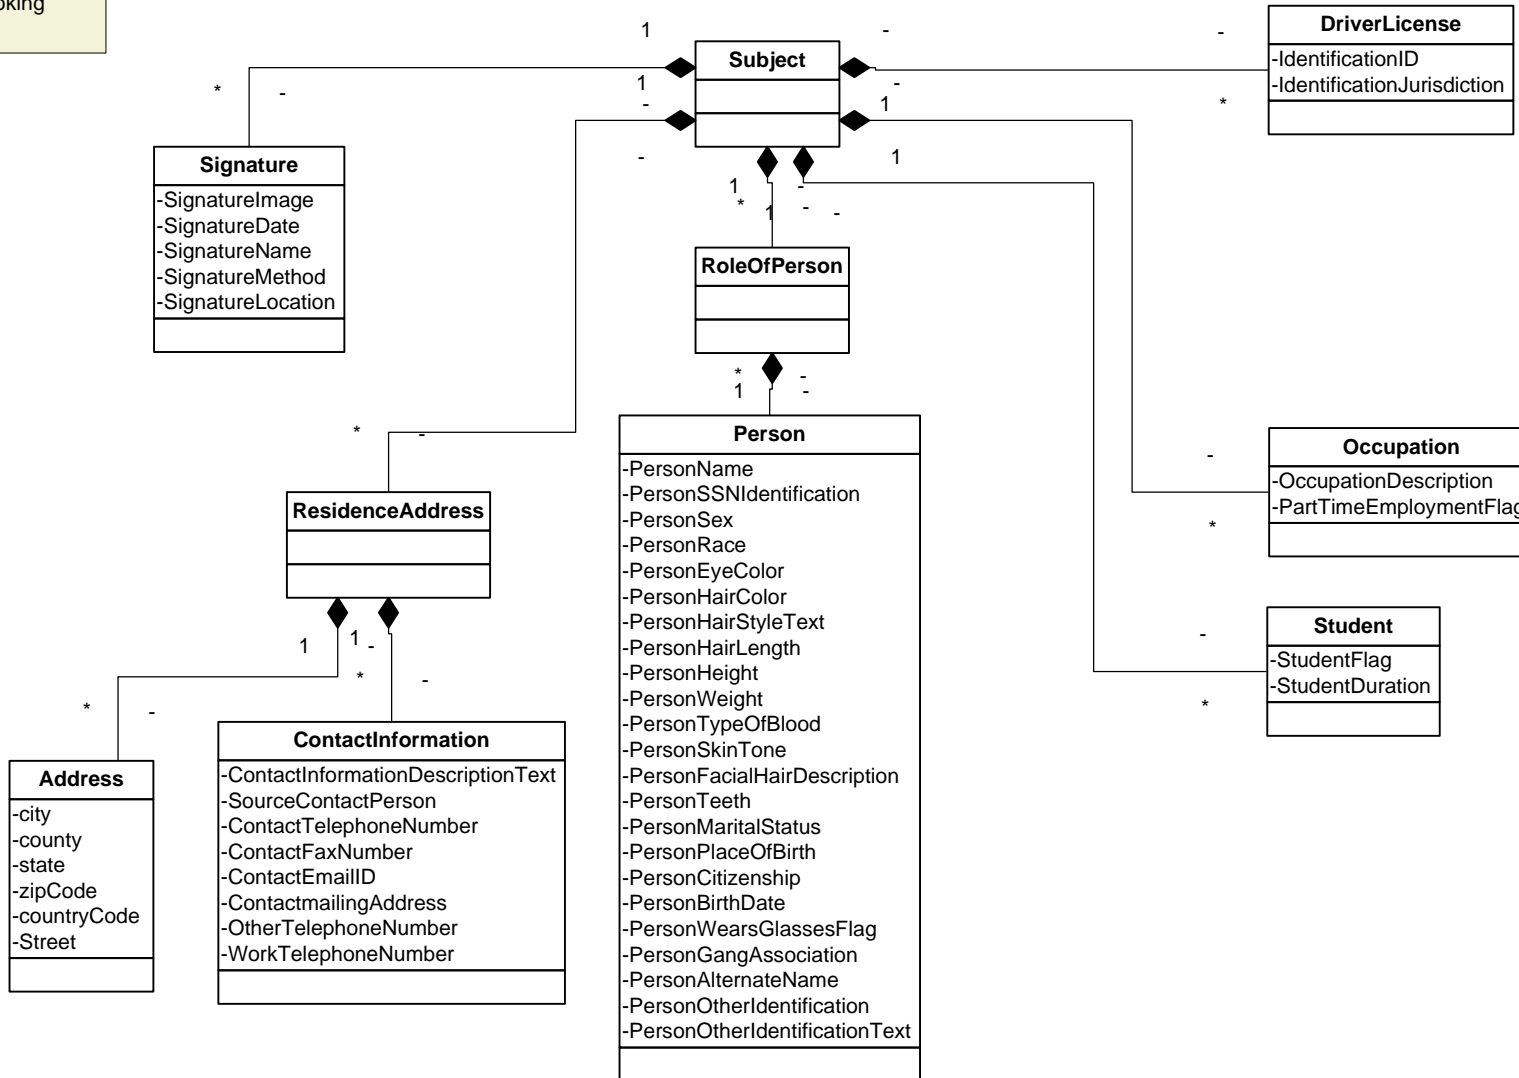 oking
Subject
DriverLicense
-IdentificationID
-IdentificationJurisdiction
1
-
-
*
-
1
-
-
1
*
-
1
Signature
-SignatureImage
-SignatureDate
-SignatureName
-SignatureMethod
-SignatureLocation
1
-
*
1
-
-
RoleOfPerson
*
-
1
-
Person
-PersonName
-PersonSSNIdentification
-PersonSex
-PersonRace
-PersonEyeColor
-PersonHairColor
-PersonHairStyleText
-PersonHairLength
-PersonHeight
-PersonWeight
-PersonTypeOfBlood
-PersonSkinTone
-PersonFacialHairDescription
-PersonTeeth
-PersonMaritalStatus
-PersonPlaceOfBirth
-PersonCitizenship
-PersonBirthDate
-PersonWearsGlassesFlag
-PersonGangAssociation
-PersonAlternateName
-PersonOtherIdentification
-PersonOtherIdentificationText
*
-
ResidenceAddress
1
1
-
*
-
*
-
Address
-city
-county
-state
-zipCode
-countryCode
-Street
ContactInformation
-ContactInformationDescriptionText
-SourceContactPerson
-ContactTelephoneNumber
-ContactFaxNumber
-ContactEmailID
-ContactmailingAddress
-OtherTelephoneNumber
-WorkTelephoneNumber
-
*
Occupation
-OccupationDescription
-PartTimeEmploymentFlag
-
*
Student
-StudentFlag
-StudentDuration